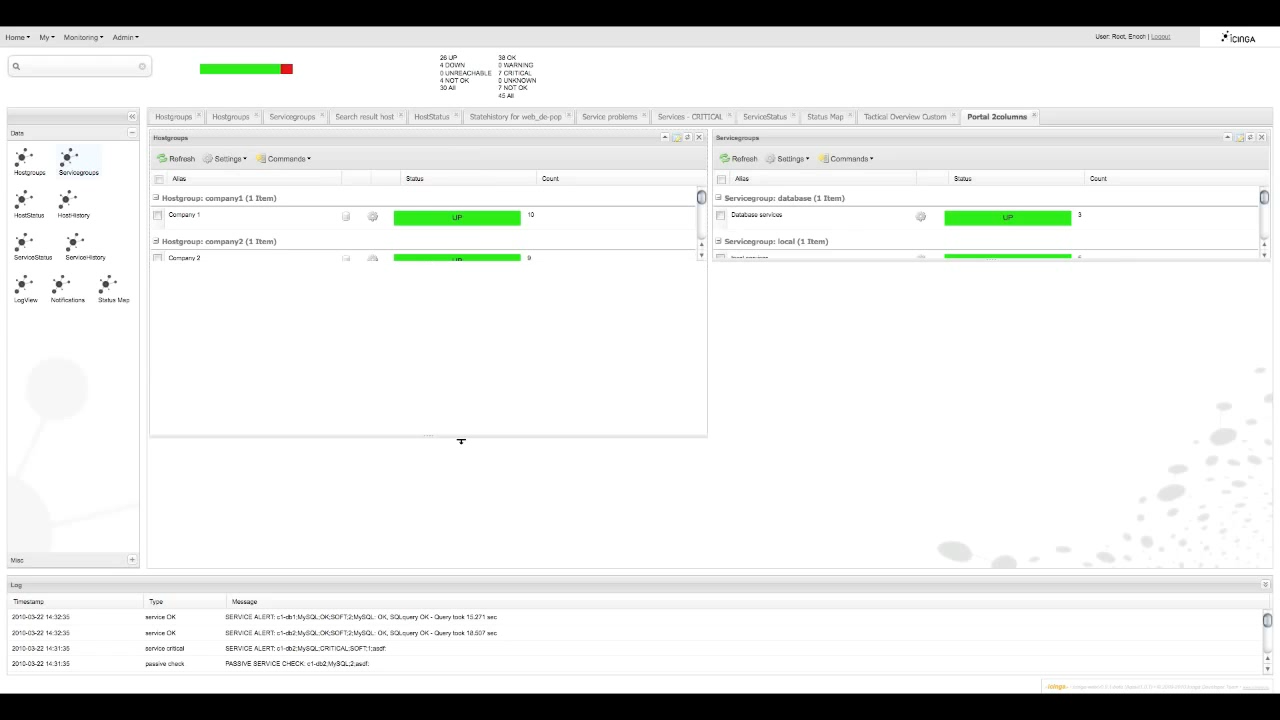 Home My Monitoring Admin
User: Root, Enoch | Logout
ICINGA
26 UP 38 OK
4 DOWN 0 WARNING
0 UNREACHABLE 7 CRITICAL
4 NOT OK 0 UNKNOWN
30 All 7 NOT OK
45 All
Hostgroups Hostgroups Servicegroups Search result host HostStatus Statehistory for web_de-pop Service problems Services - CRITICAL ServiceStatus Status Map Tactical Overview Custom Portal 2columns
Data
Hostgroups Servicegroups
HostStatus HostHistory
ServiceStatus ServiceHistory
LogView Notifications Status Map
Misc
Hostgroups
Refresh Settings Commands
Alias Status Count
Hostgroup: company1 (1 Item)
Company 1 UP 10
Hostgroup: company2 (1 Item)
Company 2 UP 9
Servicegroups
Refresh Settings Commands
Alias Status Count
Servicegroup: database (1 Item)
Database services UP 3
Servicegroup: local (1 Item)
local services
Log
Timestamp Type Message
2010-03-22 14:32:35 service OK SERVICE ALERT: c1-db1;MySQL;OK;SOFT;2;MySQL: OK, SQLquery OK - Query took 15.271 sec
2010-03-22 14:32:35 service OK SERVICE ALERT: c1-db2;MySQL;OK;SOFT;2;MySQL: OK, SQLquery OK - Query took 18.507 sec
2010-03-22 14:31:35 service critical SERVICE ALERT: c1-db2;MySQL;CRITICAL;SOFT;1;asdf:
2010-03-22 14:31:35 passive check PASSIVE SERVICE CHECK: c1-db2;MySQL;2;asdf: